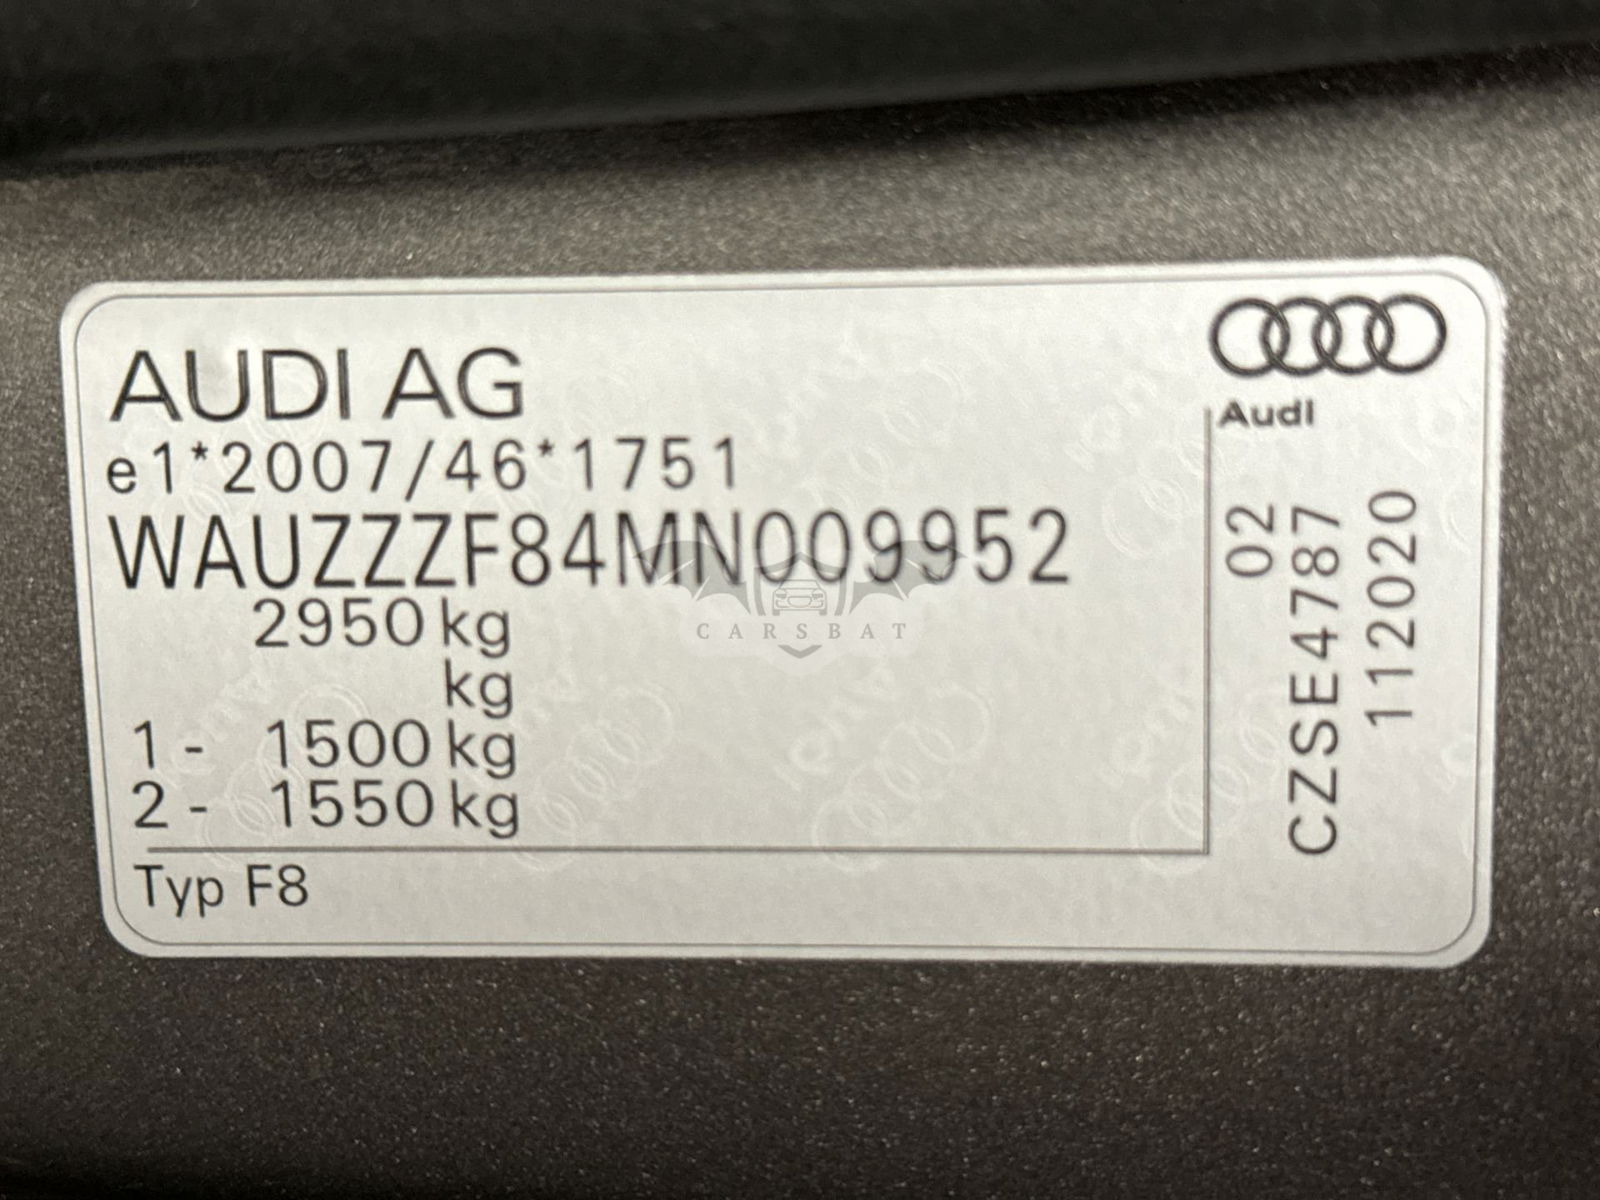 AUDI AG
e1*2007/46*1751
WAUZZZF84MN009952
2950 kg
kg
1 - 1500 kg
2 - 1550 kg
Typ F8
Audi
02
CZSE4787
112020
CARSBAT